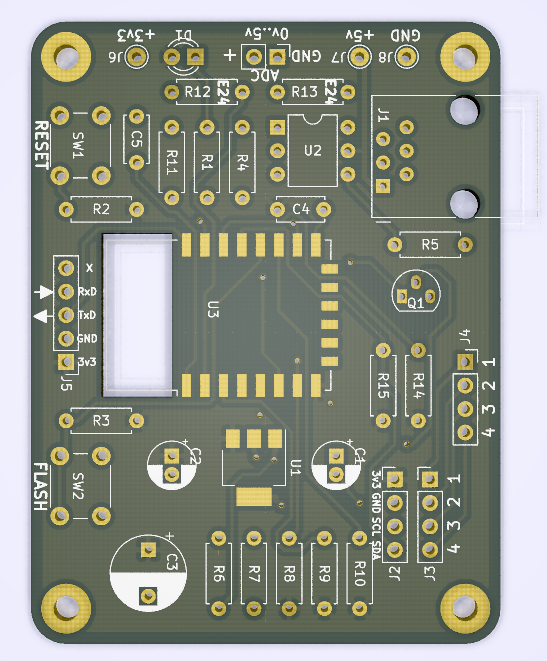 +3v3 D1 0v..5v +5v GND
J6 + GND J7 J8
ADC
R12 E24 R13 E24
RESET SW1 C5 R11 R1 R4 U2 J1
R2 C4
R5
X
RxD U3 Q1
TxD
GND J4
3v3 1
J5 2
R15 R14 3
4
R3
FLASH SW2 + C2 U1 + C1 3v3 GND SCL SDA 1
2
3
4
+ C3 R6 R7 R8 R9 R10 J2 J3